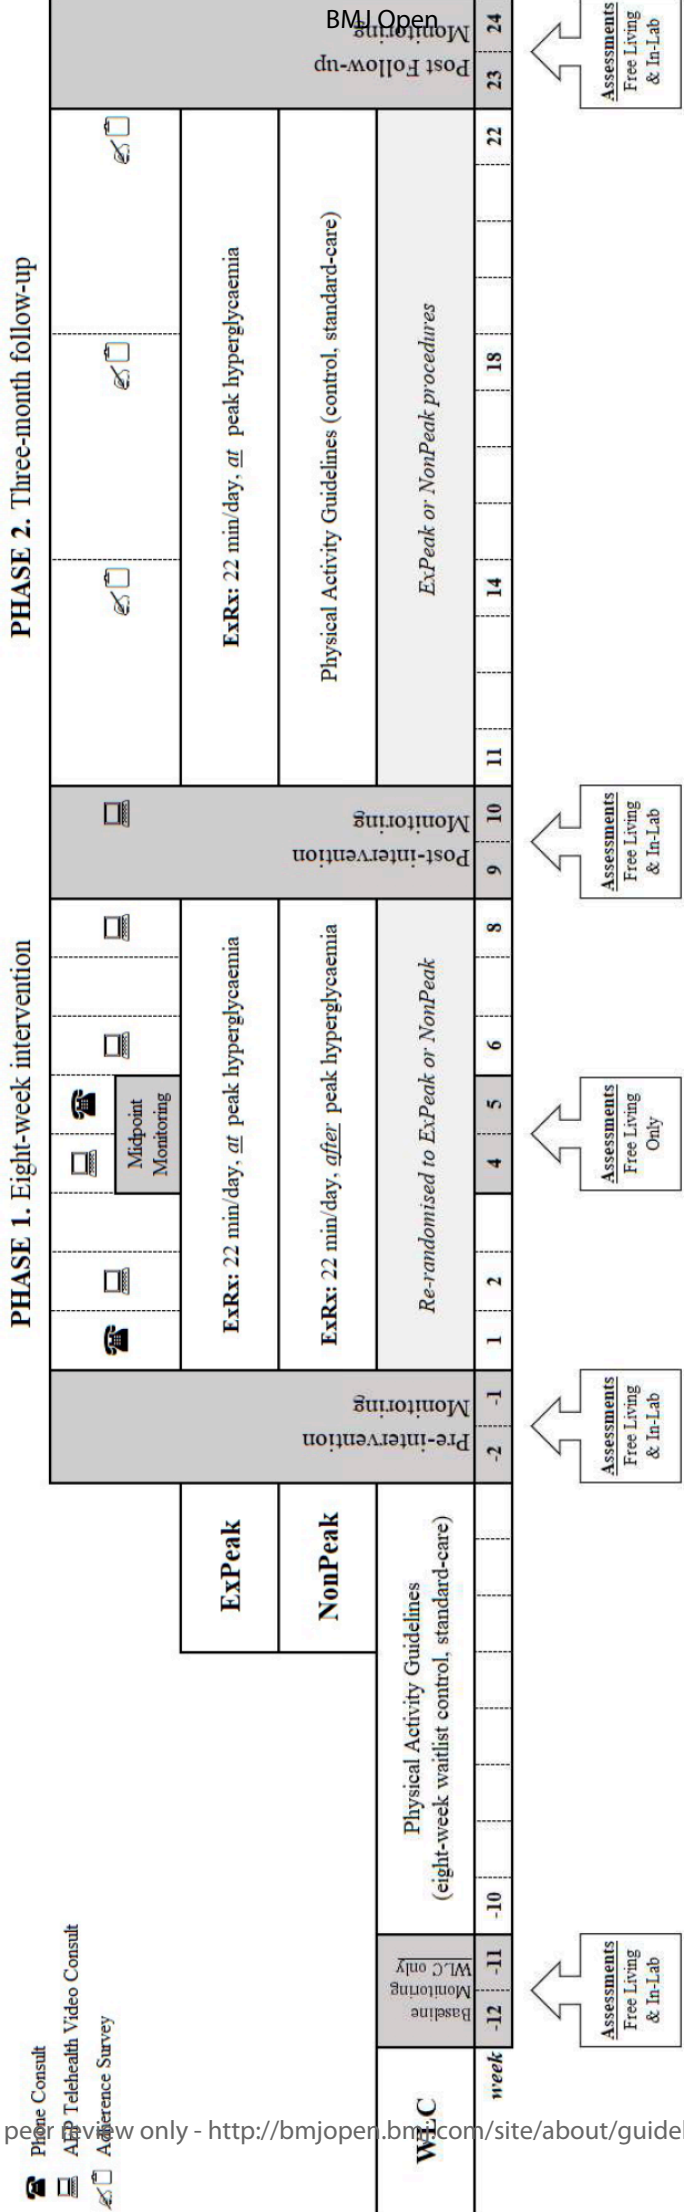 BMJ Open
PHASE 1. Eight-week intervention
PHASE 2. Three-month follow-up
Phone Consult
AEP Telehealth Video Consult
Adherence Survey
Midpoint
Monitoring
ExPeak
ExRx: 22 min/day, at peak hyperglycaemia
ExRx: 22 min/day, at peak hyperglycaemia
NonPeak
ExRx: 22 min/day, after peak hyperglycaemia
Physical Activity Guidelines (control, standard-care)
WLC
Baseline
Monitoring
WLC only
Physical Activity Guidelines
(eight-week waitlist control, standard-care)
Pre-intervention
Monitoring
Re-randomised to ExPeak or NonPeak
Post-intervention
Monitoring
ExPeak or NonPeak procedures
Post Follow-up
Monitoring
week -12 -11 -10 -2 -1 1 2 4 5 6 8 9 10 11 14 18 22 23 24
Assessments
Free Living
& In-Lab
Assessments
Free Living
& In-Lab
Assessments
Free Living
Only
Assessments
Free Living
& In-Lab
Assessments
Free Living
& In-Lab
peer review only - http://bmjopen.bmj.com/site/about/guidel